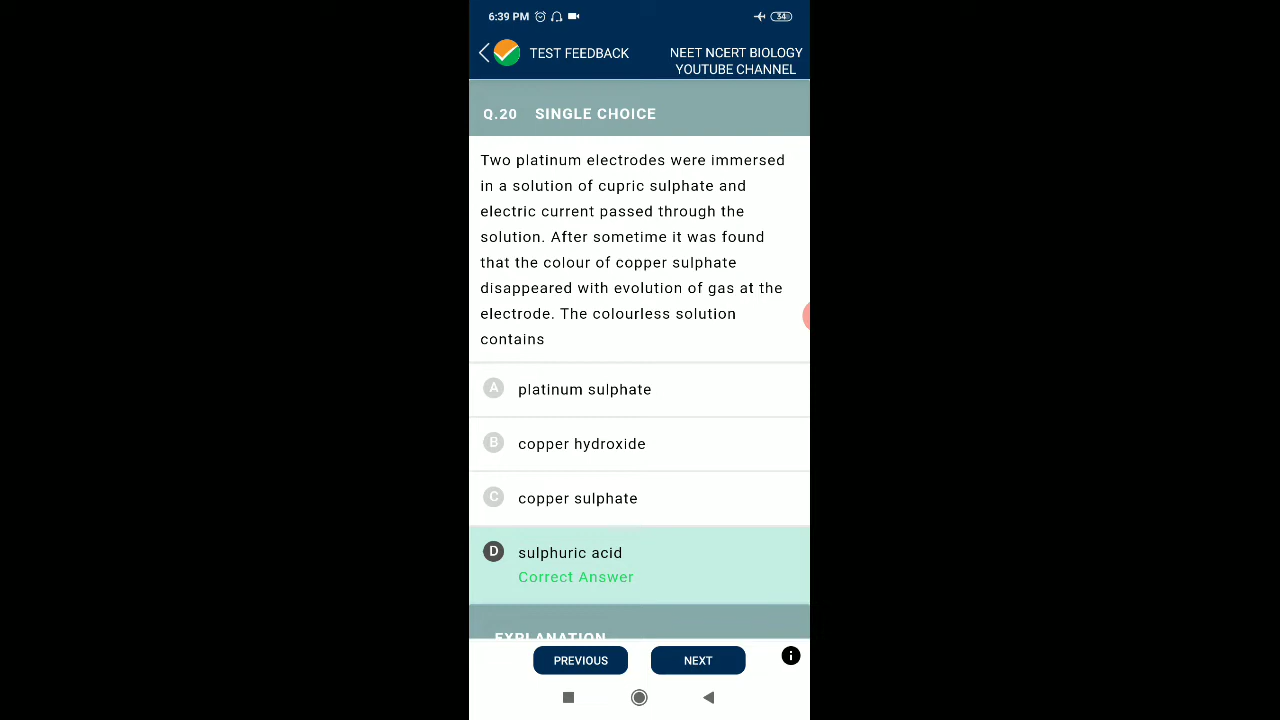 6:39 PM
34
TEST FEEDBACK
NEET NCERT BIOLOGY
YOUTUBE CHANNEL
Q.20 SINGLE CHOICE
Two platinum electrodes were immersed
in a solution of cupric sulphate and
electric current passed through the
solution. After sometime it was found
that the colour of copper sulphate
disappeared with evolution of gas at the
electrode. The colourless solution
contains
A platinum sulphate
B copper hydroxide
C copper sulphate
D sulphuric acid
Correct Answer
EXPLANATION
PREVIOUS
NEXT